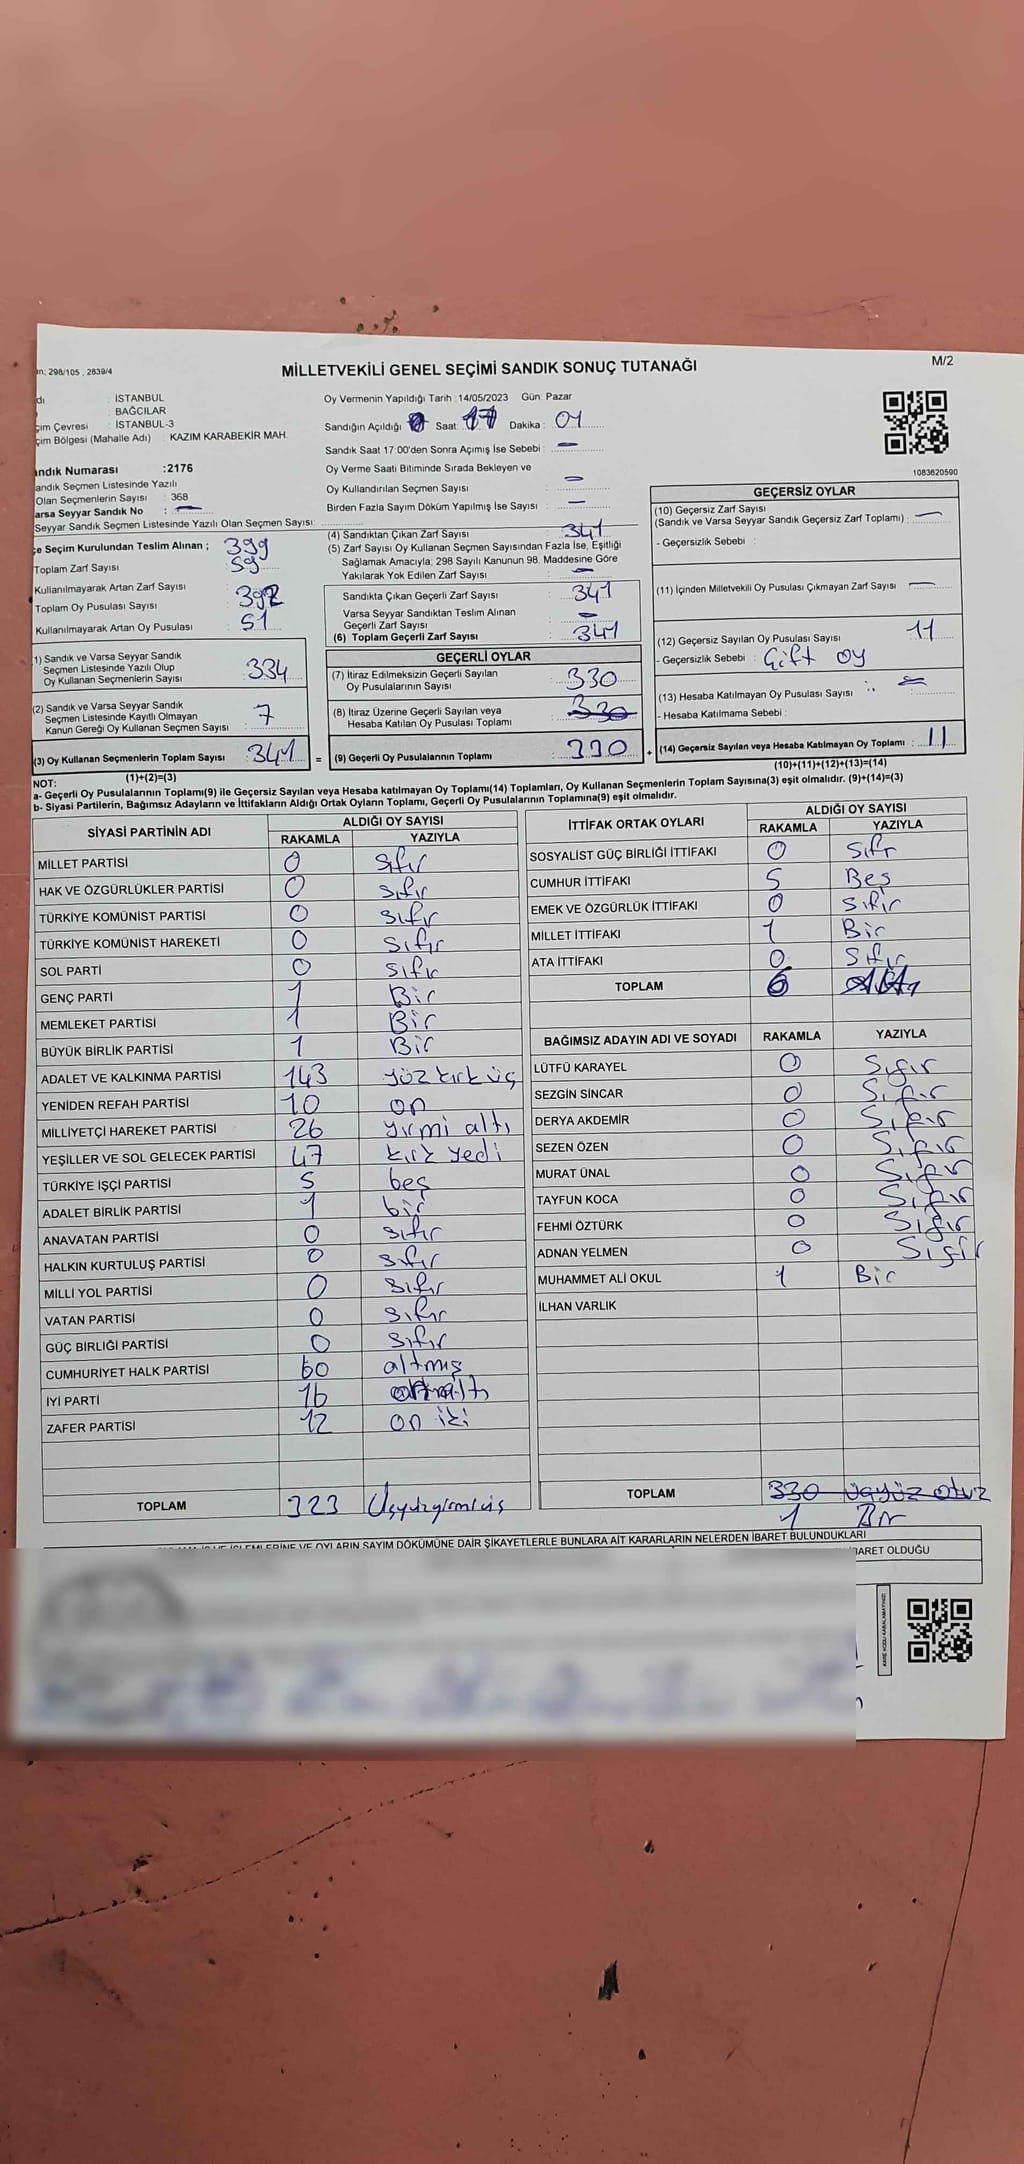 M/2
MİLLETVEKİLİ GENEL SEÇİMİ SANDIK SONUÇ TUTANAĞI
n: 298/105 , 2839/4
dı : İSTANBUL
: BAĞCILAR
çim Çevresi : İSTANBUL-3
çim Bölgesi (Mahalle Adı) : KAZIM KARABEKİR MAH.
andık Numarası :2176
andık Seçmen Listesinde Yazılı
Olan Seçmenlerin Sayısı : 368
arsa Seyyar Sandık No : —
Seyyar Sandık Seçmen Listesinde Yazılı Olan Seçmen Sayısı:
Oy Vermenin Yapıldığı Tarih :14/05/2023 Gün: Pazar
Sandığın Açıldığı Saat : 17 Dakika : 01
Sandık Saat 17:00'den Sonra Açımış İse Sebebi : —
Oy Verme Saati Bitiminde Sırada Bekleyen ve
Oy Kullandırılan Seçmen Sayısı : —
Birden Fazla Sayım Döküm Yapılmış İse Sayısı : —
1083620590
çe Seçim Kurulundan Teslim Alınan ;
Toplam Zarf Sayısı : 399
Kullanılmayarak Artan Zarf Sayısı : 59
Toplam Oy Pusulası Sayısı : 392
Kullanılmayarak Artan Oy Pusulası : 51
1) Sandık ve Varsa Seyyar Sandık
Seçmen Listesinde Yazılı Olup
Oy Kullanan Seçmenlerin Sayısı : 334
(2) Sandık ve Varsa Seyyar Sandık
Seçmen Listesinde Kayıtlı Olmayan
Kanun Gereği Oy Kullanan Seçmen Sayısı : 7
(3) Oy Kullanan Seçmenlerin Toplam Sayısı : 341
(1)+(2)=(3)
(4) Sandıktan Çıkan Zarf Sayısı : 341
(5) Zarf Sayısı Oy Kullanan Seçmen Sayısından Fazla İse, Eşitliği
Sağlamak Amacıyla; 298 Sayılı Kanunun 98. Maddesine Göre
Yakılarak Yok Edilen Zarf Sayısı : —
Sandıkta Çıkan Geçerli Zarf Sayısı : 341
Varsa Seyyar Sandıktan Teslim Alınan
Geçerli Zarf Sayısı : —
(6) Toplam Geçerli Zarf Sayısı : 341
GEÇERLİ OYLAR
(7) İtiraz Edilmeksizin Geçerli Sayılan
Oy Pusulalarının Sayısı : 330
(8) İtiraz Üzerine Geçerli Sayılan veya
Hesaba Katılan Oy Pusulası Toplamı : 330
= (9) Geçerli Oy Pusulalarının Toplamı : 330 +
GEÇERSİZ OYLAR
(10) Geçersiz Zarf Sayısı
(Sandık ve Varsa Seyyar Sandık Geçersiz Zarf Toplamı) : —
- Geçersizlik Sebebi :
(11) İçinden Milletvekili Oy Pusulası Çıkmayan Zarf Sayısı : —
(12) Geçersiz Sayılan Oy Pusulası Sayısı : 11
- Geçersizlik Sebebi : Çift oy
(13) Hesaba Katılmayan Oy Pusulası Sayısı : —
- Hesaba Katılmama Sebebi :
(14) Geçersiz Sayılan veya Hesaba Katılmayan Oy Toplamı : 11
(10)+(11)+(12)+(13)=(14)
NOT:
a- Geçerli Oy Pusulalarının Toplamı(9) ile Geçersiz Sayılan veya Hesaba katılmayan Oy Toplamı(14) Toplamları, Oy Kullanan Seçmenlerin Toplam Sayısına(3) eşit olmalıdır. (9)+(14)=(3)
b- Siyasi Partilerin, Bağımsız Adayların ve İttifakların Aldığı Ortak Oyların Toplamı, Geçerli Oy Pusulalarının Toplamına(9) eşit olmalıdır.
SİYASİ PARTİNİN ADI ALDIĞI OY SAYISI
RAKAMLA YAZIYLA
MİLLET PARTİSİ 0 sıfır
HAK VE ÖZGÜRLÜKLER PARTİSİ 0 sıfır
TÜRKİYE KOMÜNİST PARTİSİ 0 sıfır
TÜRKİYE KOMÜNİST HAREKETİ 0 sıfır
SOL PARTİ 0 sıfır
GENÇ PARTİ 1 Bir
MEMLEKET PARTİSİ 1 Bir
BÜYÜK BİRLİK PARTİSİ 1 Bir
ADALET VE KALKINMA PARTİSİ 143 yüz kırk üç
YENİDEN REFAH PARTİSİ 10 on
MİLLİYETÇİ HAREKET PARTİSİ 26 yirmi altı
YEŞİLLER VE SOL GELECEK PARTİSİ 47 kırk yedi
TÜRKİYE İŞÇİ PARTİSİ 5 beş
ADALET BİRLİK PARTİSİ 1 bir
ANAVATAN PARTİSİ 0 sıfır
HALKIN KURTULUŞ PARTİSİ 0 sıfır
MİLLİ YOL PARTİSİ 0 sıfır
VATAN PARTİSİ 0 sıfır
GÜÇ BİRLİĞİ PARTİSİ 0 sıfır
CUMHURİYET HALK PARTİSİ 60 altmış
İYİ PARTİ 16
ZAFER PARTİSİ 12 on iki
TOPLAM 323 Üçyüzyirmiüç
İTTİFAK ORTAK OYLARI ALDIĞI OY SAYISI
RAKAMLA YAZIYLA
SOSYALİST GÜÇ BİRLİĞİ İTTİFAKI 0 Sıfr
CUMHUR İTTİFAKI 5 Beş
EMEK VE ÖZGÜRLÜK İTTİFAKI 0 sıfır
MİLLET İTTİFAKI 1 Bir
ATA İTTİFAKI 0 Sıfır
TOPLAM 6 Altı
BAĞIMSIZ ADAYIN ADI VE SOYADI RAKAMLA YAZIYLA
LÜTFÜ KARAYEL 0 Sıfır
SEZGİN SİNCAR 0 Sıfır
DERYA AKDEMİR 0 Sıfır
SEZEN ÖZEN 0 Sıfır
MURAT ÜNAL 0 Sıfır
TAYFUN KOCA 0 Sıfır
FEHMİ ÖZTÜRK 0 Sıfır
ADNAN YELMEN 0 Sıfır
MUHAMMET ALİ OKUL 1 Bir
İLHAN VARLIK
TOPLAM 330 üçyüz otuz
1 Bir
DÖKÜMÜNE DAİR ŞİKAYETLERLE BUNLARA AİT KARARLARIN NELERDEN İBARET BULUNDUKLARI
BARET OLDUĞU